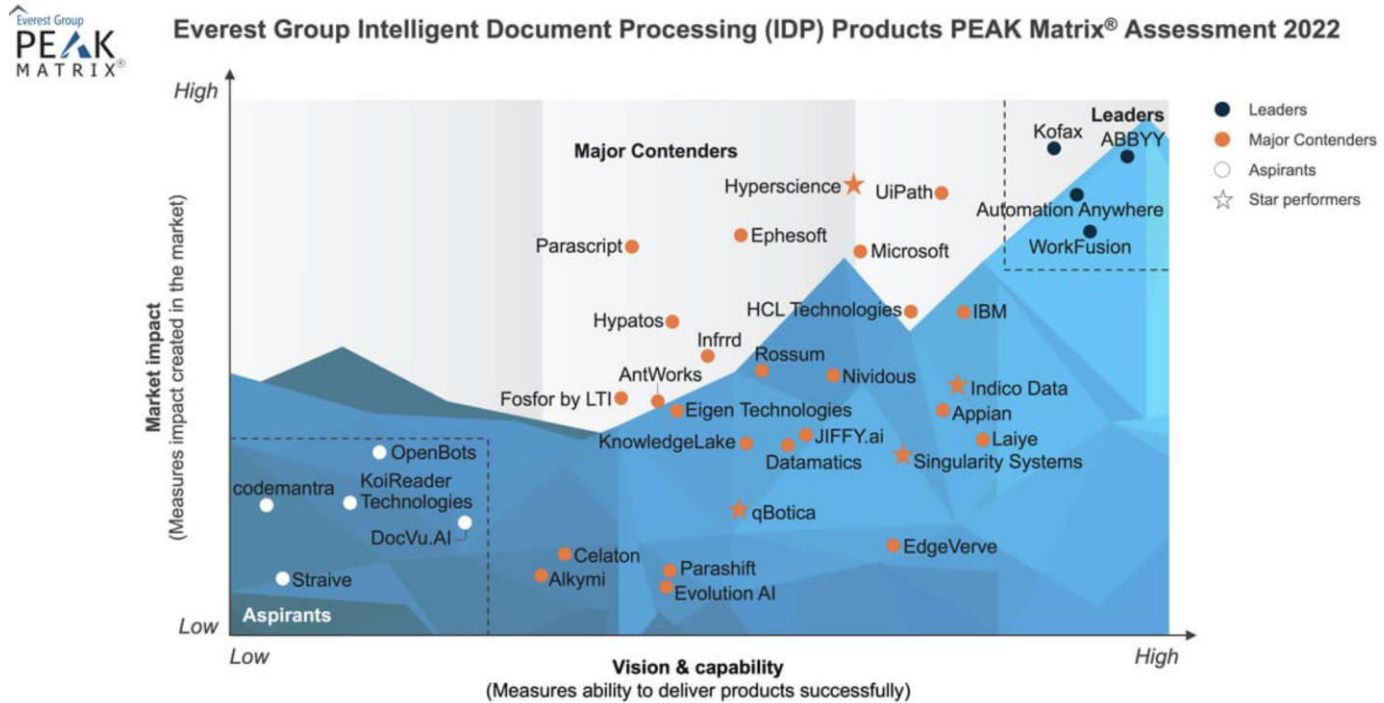 Everest Group
PEAK
MATRIX®
Everest Group Intelligent Document Processing (IDP) Products PEAK Matrix® Assessment 2022
High
Leaders
Major Contenders
Aspirants
Star performers
Leaders
Kofax
ABBYY
Major Contenders
Hyperscience
UiPath
Automation Anywhere
Ephesoft
Parascript
Microsoft
WorkFusion
HCL Technologies
IBM
Hypatos
Infrrd
Rossum
AntWorks
Nividous
Indico Data
Fosfor by LTI
Eigen Technologies
Appian
KnowledgeLake
JIFFY.ai
Laiye
Datamatics
Singularity Systems
OpenBots
codemantra
KoiReader
Technologies
DocVu.AI
qBotica
EdgeVerve
Celaton
Parashift
Alkymi
Straive
Evolution AI
Aspirants
Market impact
(Measures impact created in the market)
Low
Low
High
Vision & capability
(Measures ability to deliver products successfully)